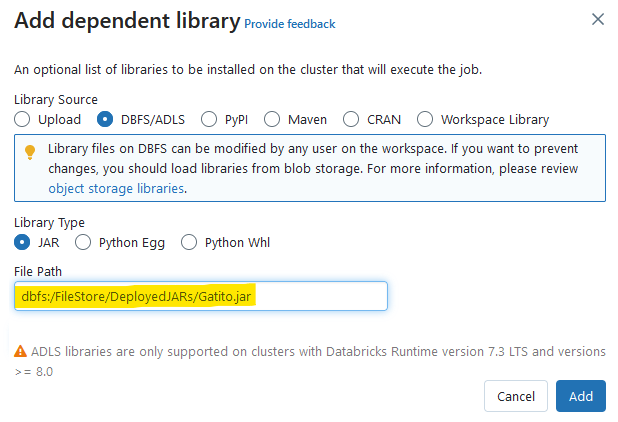 Add dependent library Provide feedback
An optional list of libraries to be installed on the cluster that will execute the job.
Library Source
Upload DBFS/ADLS PyPI Maven CRAN Workspace Library
Library files on DBFS can be modified by any user on the workspace. If you want to prevent
changes, you should load libraries from blob storage. For more information, please review
object storage libraries.
Library Type
JAR Python Egg Python Whl
File Path
dbfs:/FileStore/DeployedJARs/Gatito.jar
ADLS libraries are only supported on clusters with Databricks Runtime version 7.3 LTS and versions
>= 8.0
Cancel Add